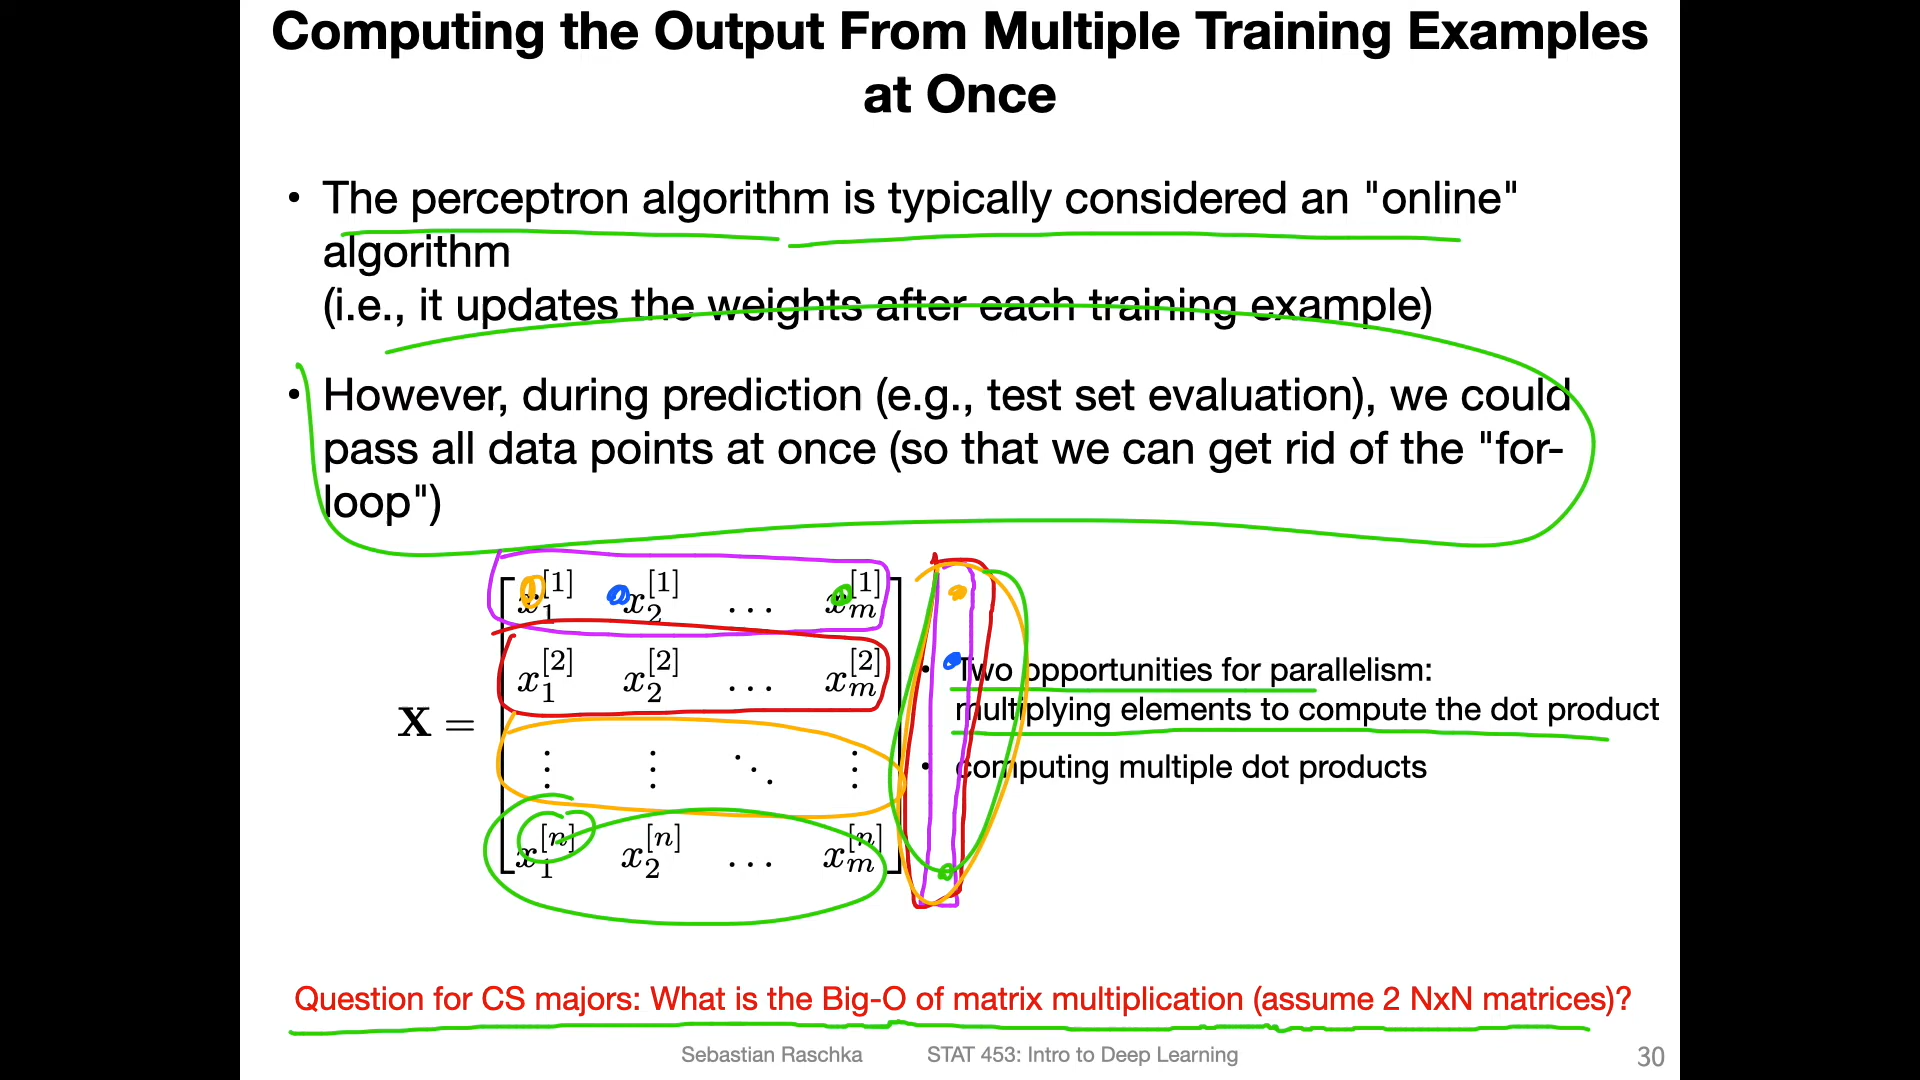 Computing the Output From Multiple Training Examples
at Once
• The perceptron algorithm is typically considered an "online"
algorithm
(i.e., it updates the weights after each training example)
• However, during prediction (e.g., test set evaluation), we could
pass all data points at once (so that we can get rid of the "for-
loop")
X =
x_1^{[1]} x_2^{[1]} ... x_m^{[1]}
x_1^{[2]} x_2^{[2]} ... x_m^{[2]}
⋮ ⋮ ⋱ ⋮
x_1^{[n]} x_2^{[n]} ... x_m^{[n]}
• Two opportunities for parallelism:
multiplying elements to compute the dot product
• computing multiple dot products
Question for CS majors: What is the Big-O of matrix multiplication (assume 2 NxN matrices)?
Sebastian Raschka STAT 453: Intro to Deep Learning 30